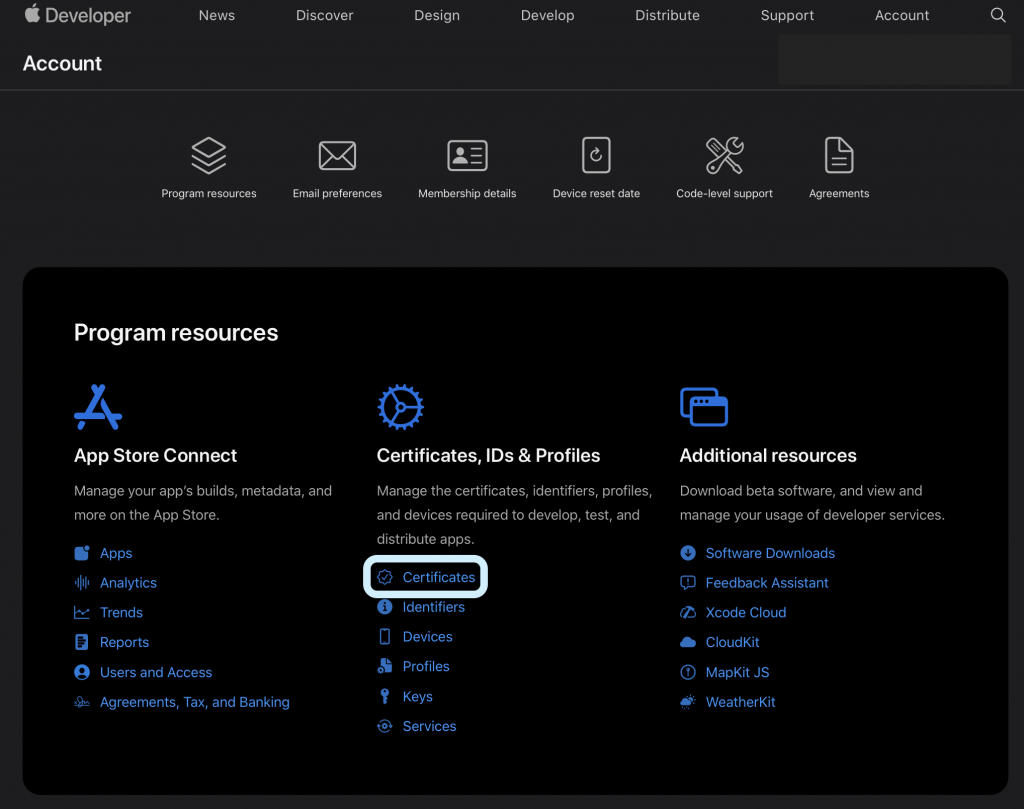 Developer
News
Discover
Design
Develop
Distribute
Support
Account
Account
Program resources
Email preferences
Membership details
Device reset date
Code-level support
Agreements
Program resources
App Store Connect
Manage your app's builds, metadata, and
more on the App Store.
Apps
Analytics
Trends
Reports
Users and Access
Agreements, Tax, and Banking
Certificates, IDs & Profiles
Manage the certificates, identifiers, profiles,
and devices required to develop, test, and
distribute apps.
Certificates
Identifiers
Devices
Profiles
Keys
Services
Additional resources
Download beta software, and view and
manage your usage of developer services.
Software Downloads
Feedback Assistant
Xcode Cloud
CloudKit
MapKit JS
WeatherKit